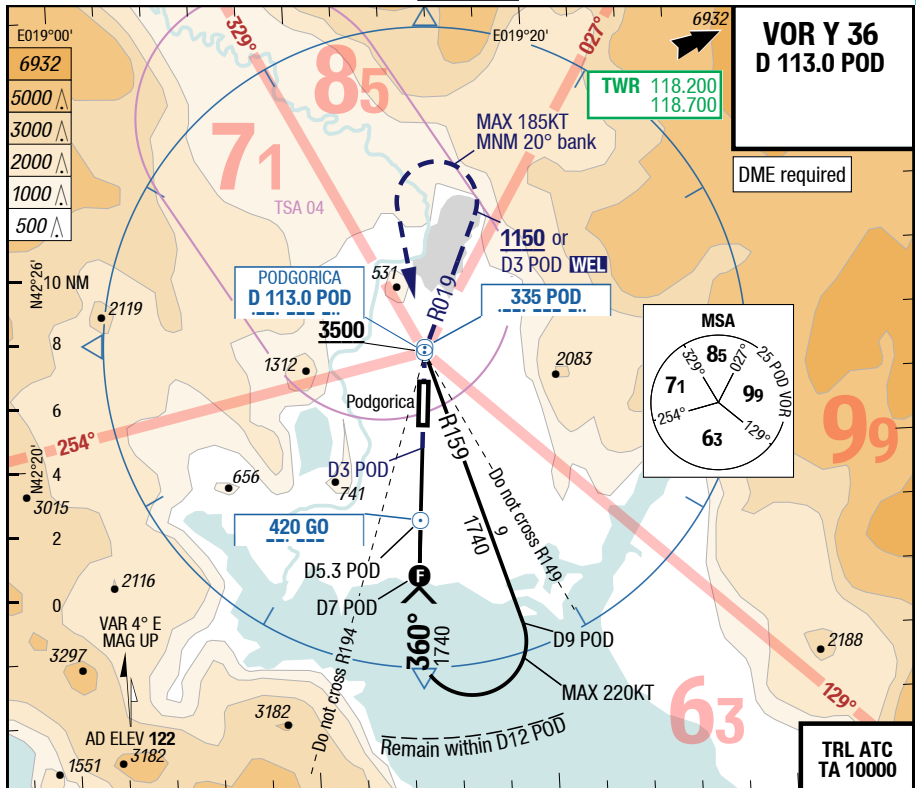 E019°00'
E019°20'
6932
5000
3000
2000
1000
500
329°
027°
85
71
TSA 04
6932
VOR Y 36
D 113.0 POD
TWR 118.200
118.700
DME required
MAX 185KT
MNM 20° bank
1150 or
D3 POD WEL
R019
N42°26'
10 NM
8
6
4
2
0
N42°20'
2119
531
PODGORICA
D 113.0 POD
335 POD
3500
1312
2083
Podgorica
254°
R159
MSA
329°
85
027°
25 POD VOR
71
99
254°
63
129°
99
D3 POD
656
741
3015
420 GO
Do not cross R149
9
1740
D5.3 POD
D7 POD
F
2116
360°
1740
Do not cross R194
VAR 4° E
MAG UP
D9 POD
2188
3297
MAX 220KT
129°
63
3182
Remain within D12 POD
AD ELEV 122
3182
1551
TRL ATC
TA 10000